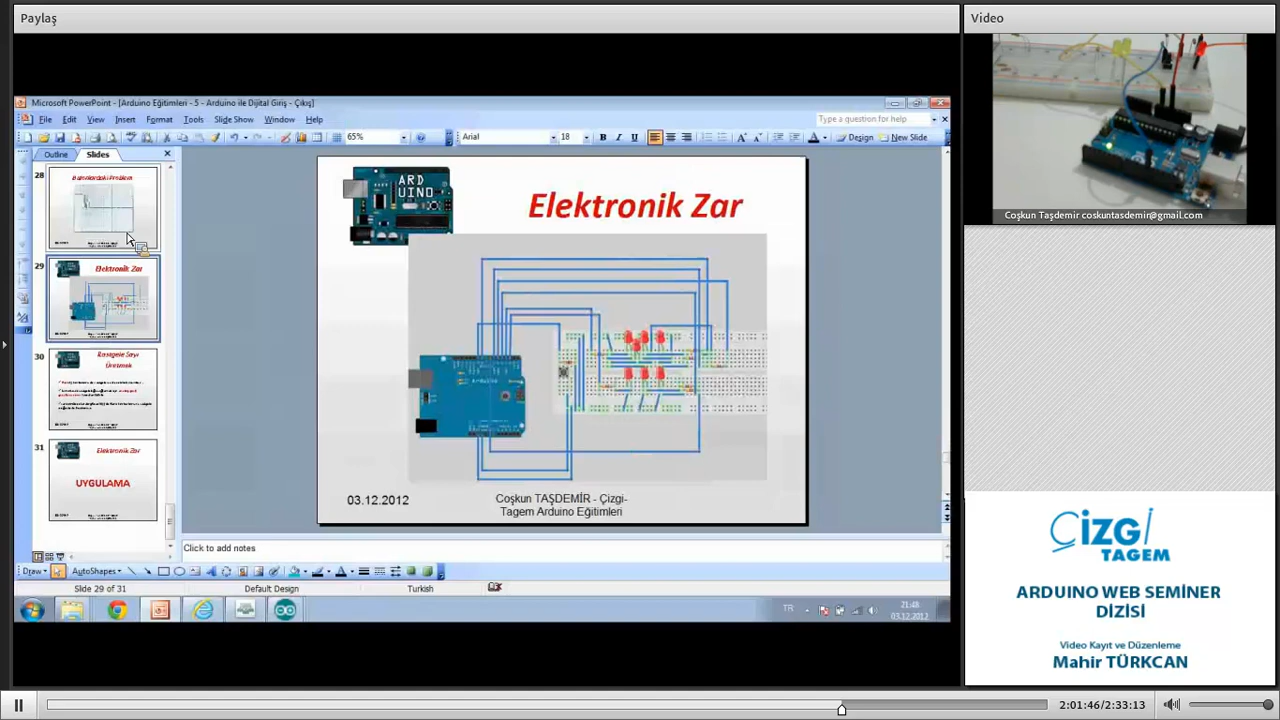 Paylaş
Video
Microsoft PowerPoint - [Arduino Eğitimleri - 5 - Arduino ile Dijital Giriş - Çıkış]
File Edit View Insert Format Tools Slide Show Window Help
Type a question for help
65%
Arial
18
Design
New Slide
Outline
Slides
28
29
Elektronik Zar
30
Rastgele Sayı
Üretmek
31
Elektronik Zar
UYGULAMA
ARD
UINO
Elektronik Zar
03.12.2012
Coşkun TAŞDEMİR - Çizgi-
Tagem Arduino Eğitimleri
Click to add notes
Draw
AutoShapes
Slide 29 of 31
Default Design
Turkish
TR
21:48
03.12.2012
Coşkun Taşdemir coskuntasdemir@gmail.com
ÇİZGİ
TAGEM
ARDUINO WEB SEMINER
DİZİSİ
Video Kayıt ve Düzenleme
Mahir TÜRKCAN
2:01:46/2:33:13